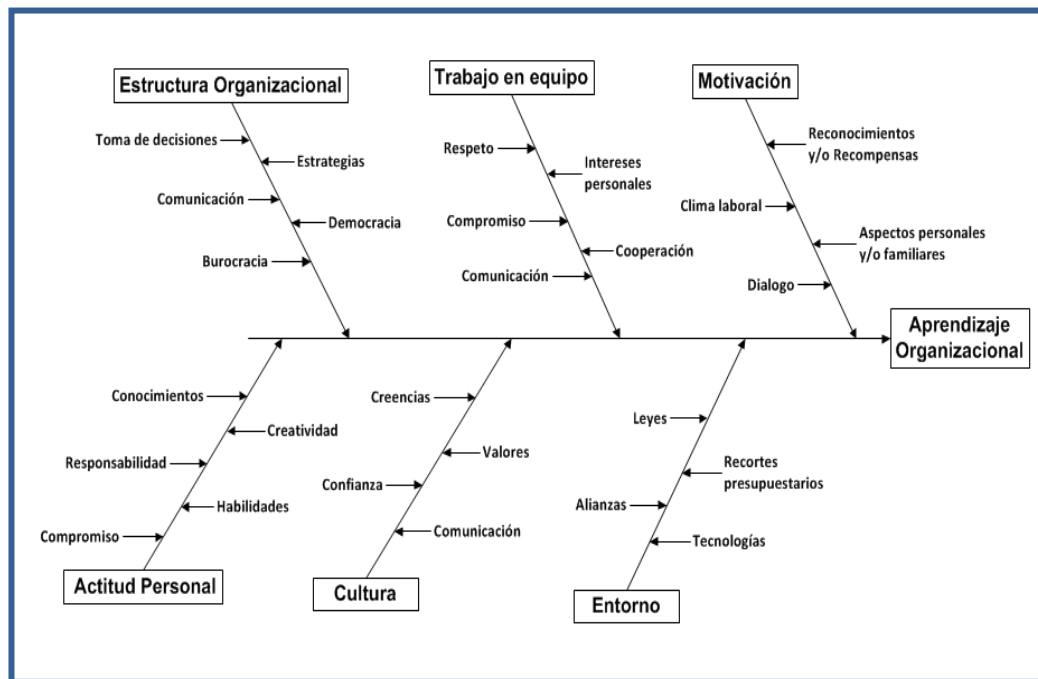 Estructura Organizacional
Toma de decisiones
Estrategias
Comunicación
Democracia
Burocracia
Trabajo en equipo
Respeto
Intereses
personales
Compromiso
Cooperación
Comunicación
Motivación
Reconocimientos
y/o Recompensas
Clima laboral
Aspectos personales
y/o familiares
Dialogo
Aprendizaje
Organizacional
Conocimientos
Creatividad
Responsabilidad
Habilidades
Compromiso
Actitud Personal
Creencias
Valores
Confianza
Comunicación
Cultura
Leyes
Recortes
presupuestarios
Alianzas
Tecnologías
Entorno